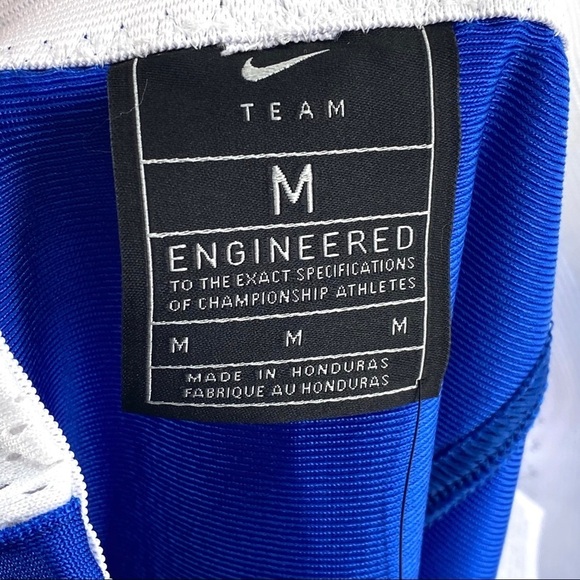 TEAM
M
ENGINEERED
TO THE EXACT SPECIFICATIONS
OF CHAMPIONSHIP ATHLETES
M M M
MADE IN HONDURAS
FABRIQUE AU HONDURAS